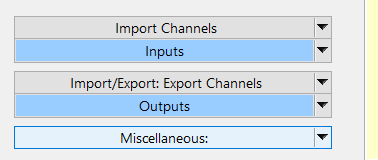 Import Channels
Inputs
Import/Export: Export Channels
Outputs
Miscellaneous: